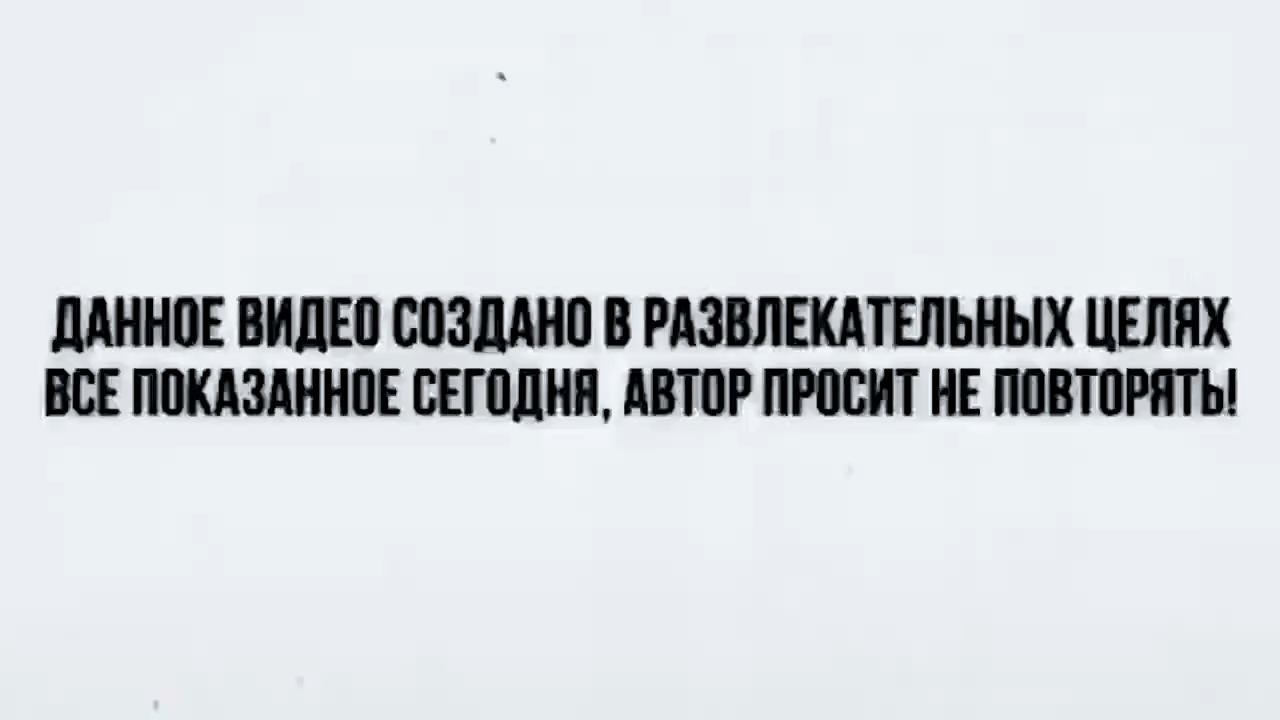 ДАННОЕ ВИДЕО СОЗДАНО В РАЗВЛЕКАТЕЛЬНЫХ ЦЕЛЯХ
ВСЕ ПОКАЗАННОЕ СЕГОДНЯ, АВТОР ПРОСИТ НЕ ПОВТОРЯТЬ!